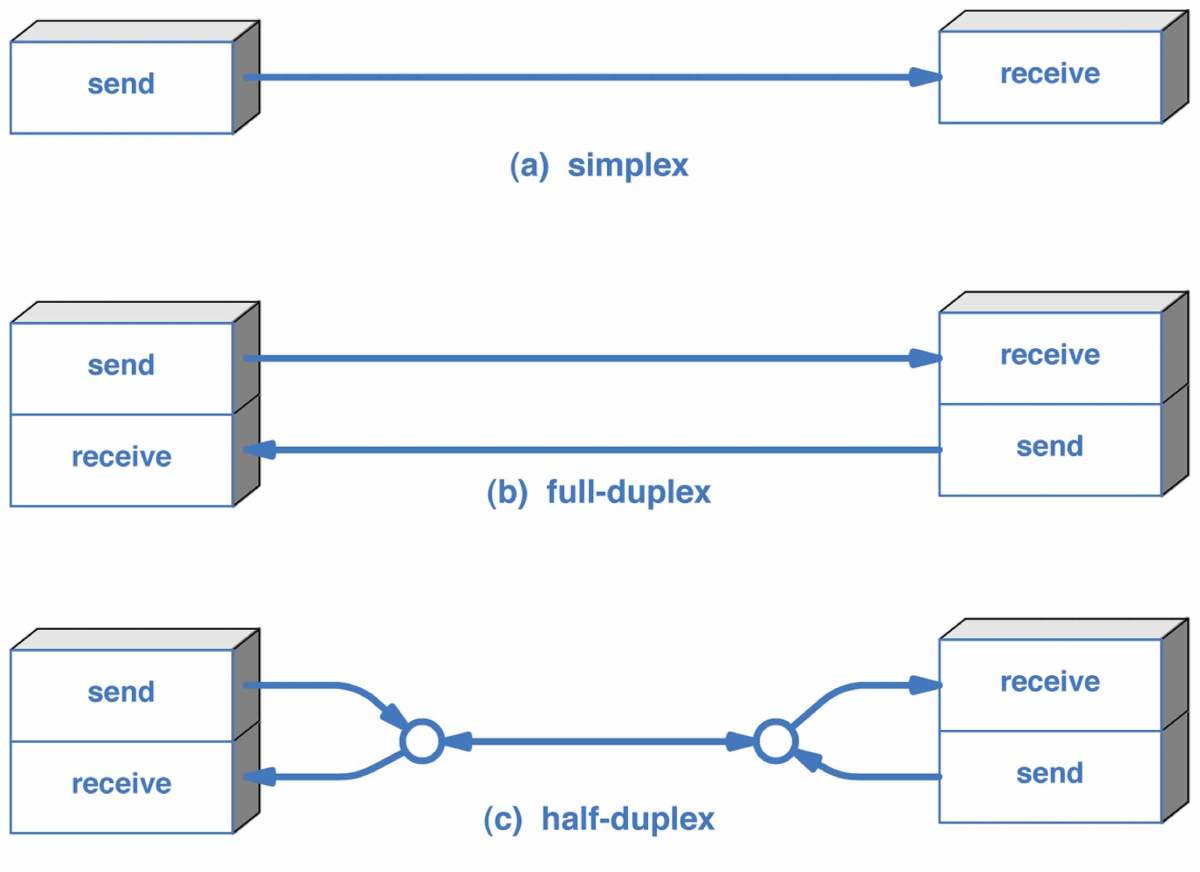 send
receive
(a) simplex
send
receive
receive
send
(b) full-duplex
send
receive
receive
send
(c) half-duplex